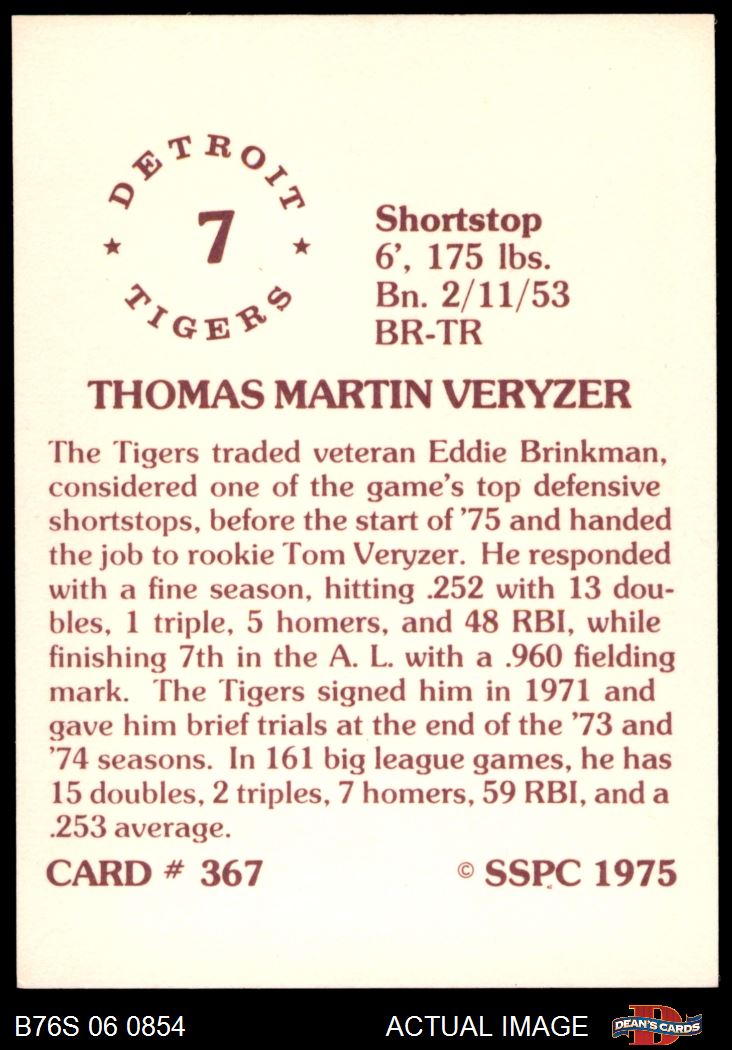 DETROIT
7
TIGERS
Shortstop
6', 175 lbs.
Bn. 2/11/53
BR-TR
THOMAS MARTIN VERYZER
The Tigers traded veteran Eddie Brinkman,
considered one of the game's top defensive
shortstops, before the start of '75 and handed
the job to rookie Tom Veryzer. He responded
with a fine season, hitting .252 with 13 dou-
bles, 1 triple, 5 homers, and 48 RBI, while
finishing 7th in the A. L. with a .960 fielding
mark. The Tigers signed him in 1971 and
gave him brief trials at the end of the '73 and
'74 seasons. In 161 big league games, he has
15 doubles, 2 triples, 7 homers, 59 RBI, and a
.253 average.
CARD # 367 © SSPC 1975
B76S 06 0854 ACTUAL IMAGE DEAN'S CARDS